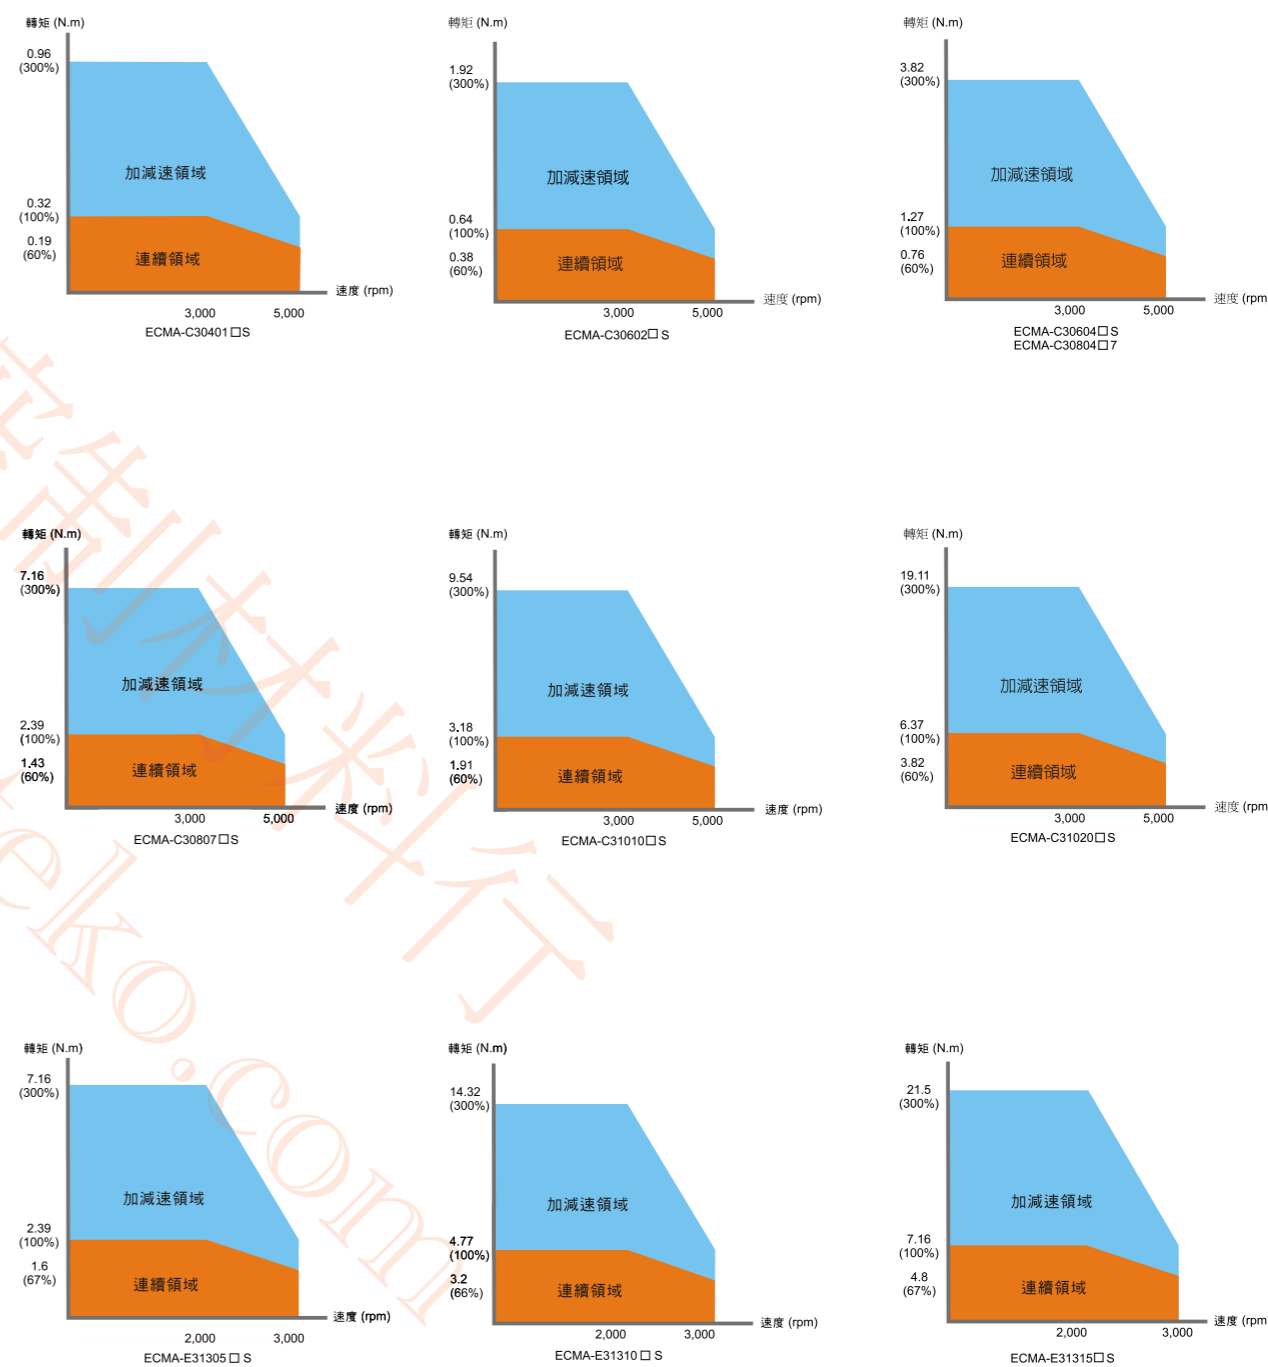 轉矩 (N.m)
0.96
(300%)
加減速領域
0.32
(100%)
0.19
(60%)
連續領域
速度 (rpm)
3,000 5,000
ECMA-C30401□S
轉矩 (N.m)
1.92
(300%)
加減速領域
0.64
(100%)
0.38
(60%)
連續領域
速度 (rpm)
3,000 5,000
ECMA-C30602□S
轉矩 (N.m)
3.82
(300%)
加減速領域
1.27
(100%)
0.76
(60%)
連續領域
速度 (rpm
3,000 5,000
ECMA-C30604□S
ECMA-C30804□7
轉矩 (N.m)
7.16
(300%)
加減速領域
2.39
(100%)
1.43
(60%)
連續領域
速度 (rpm)
3,000 5,000
ECMA-C30807□S
轉矩 (N.m)
9.54
(300%)
加減速領域
3.18
(100%)
1.91
(60%)
連續領域
速度 (rpm)
3,000 5,000
ECMA-C31010□S
轉矩 (N.m)
19.11
(300%)
加減速領域
6.37
(100%)
3.82
(60%)
連續領域
速度 (rpm
3,000 5,000
ECMA-C31020□S
轉矩 (N.m)
7.16
(300%)
加減速領域
2.39
(100%)
1.6
(67%)
連續領域
速度 (rpm)
2,000 3,000
ECMA-E31305□S
轉矩 (N.m)
14.32
(300%)
加減速領域
4.77
(100%)
3.2
(66%)
連續領域
速度 (rpm)
2,000 3,000
ECMA-E31310□S
轉矩 (N.m)
21.5
(300%)
加減速領域
7.16
(100%)
4.8
(67%)
連續領域
速度 (rpm
2,000 3,000
ECMA-E31315□S
制材料行
eko.com